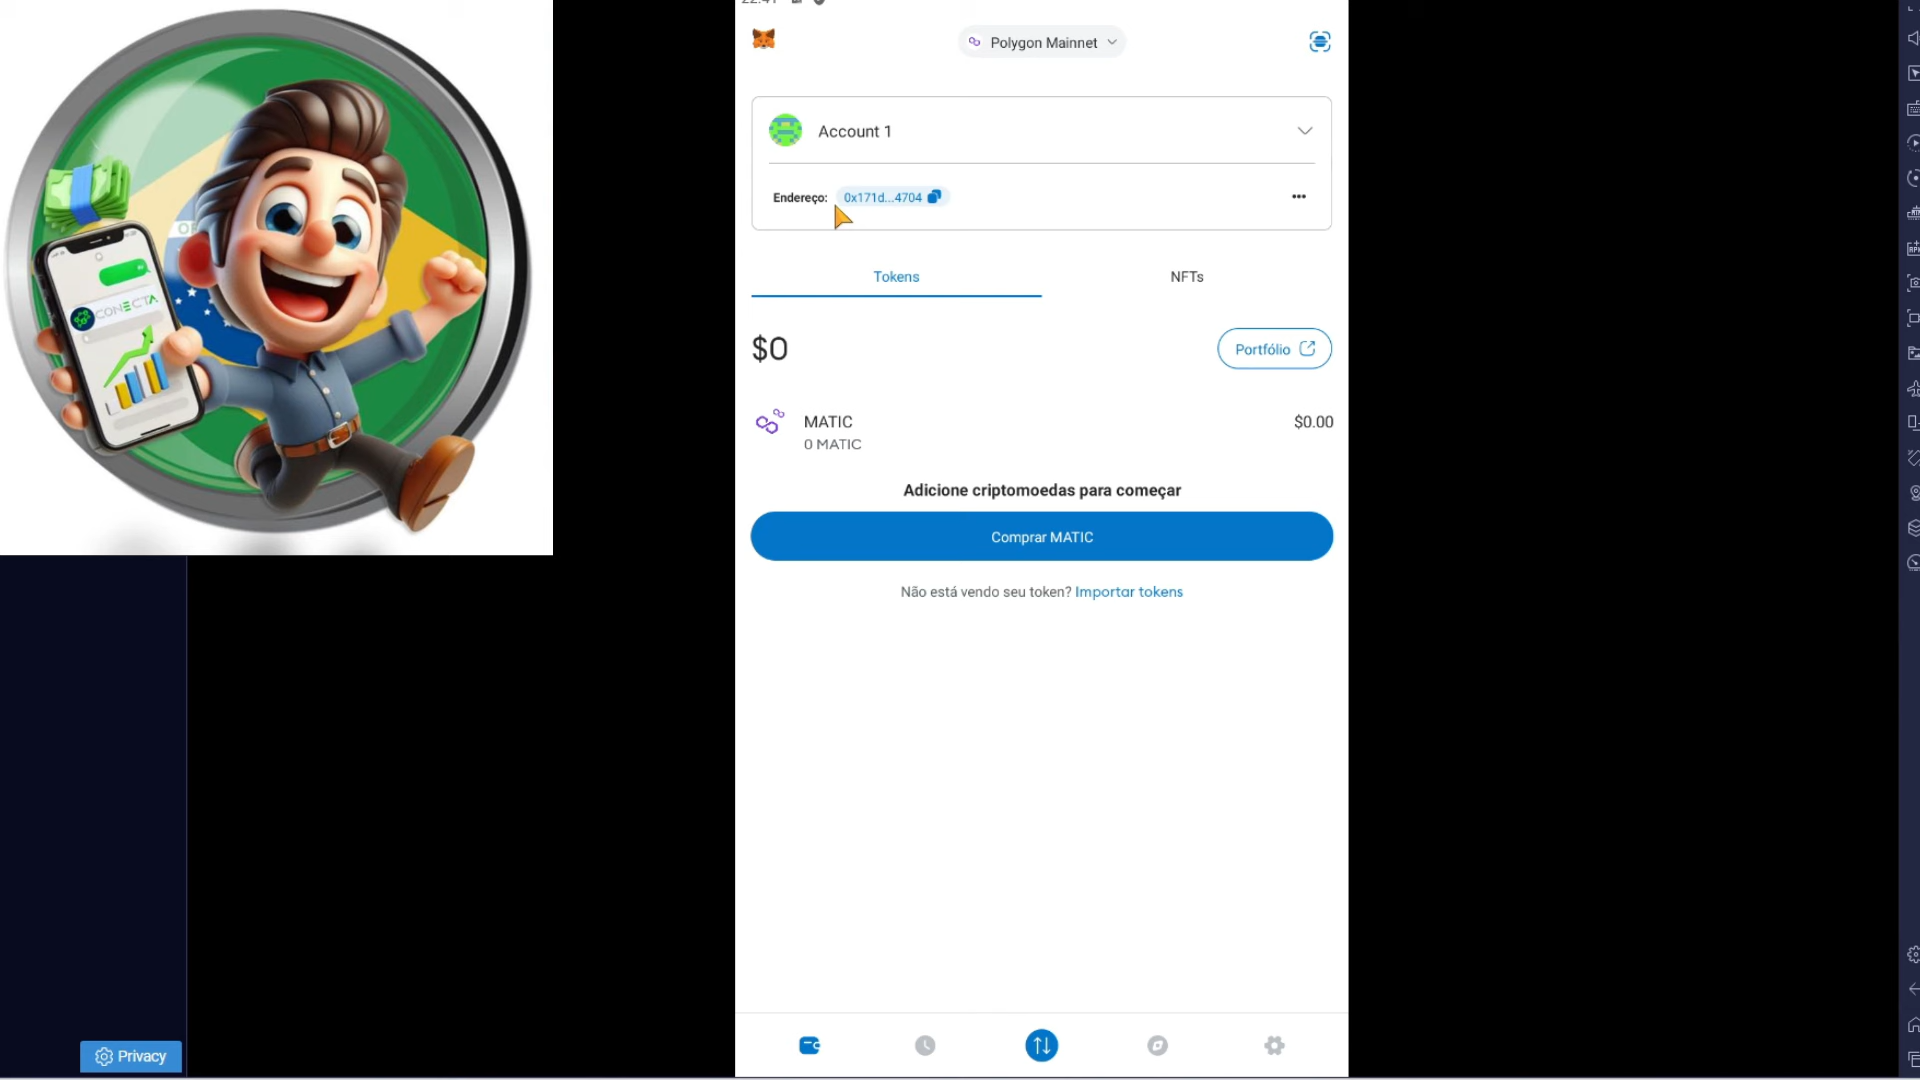 CONECTA
Polygon Mainnet
Account 1
Endereço: 0x171d...4704
Tokens
NFTs
$0
Portfólio
MATIC
$0.00
0 MATIC
Adicione criptomoedas para começar
Comprar MATIC
Não está vendo seu token? Importar tokens
Privacy